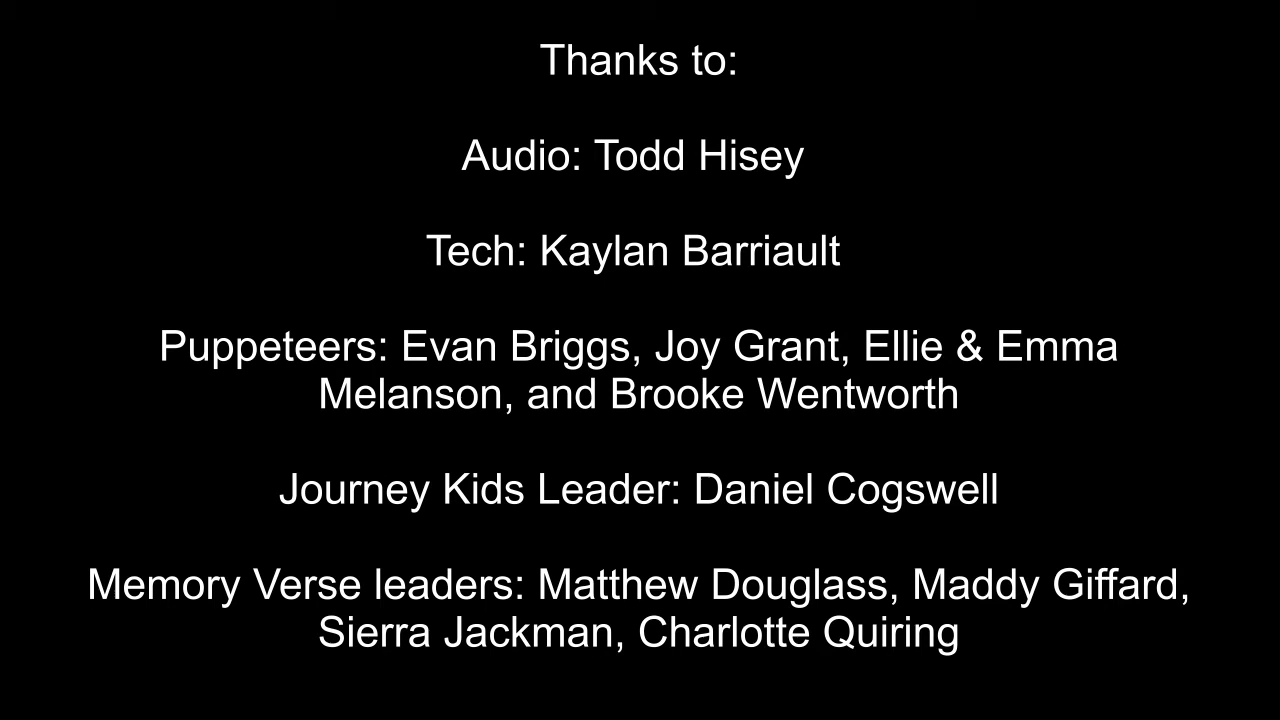 Thanks to:
Audio: Todd Hisey
Tech: Kaylan Barriault
Puppeteers: Evan Briggs, Joy Grant, Ellie & Emma
Melanson, and Brooke Wentworth
Journey Kids Leader: Daniel Cogswell
Memory Verse leaders: Matthew Douglass, Maddy Giffard,
Sierra Jackman, Charlotte Quiring